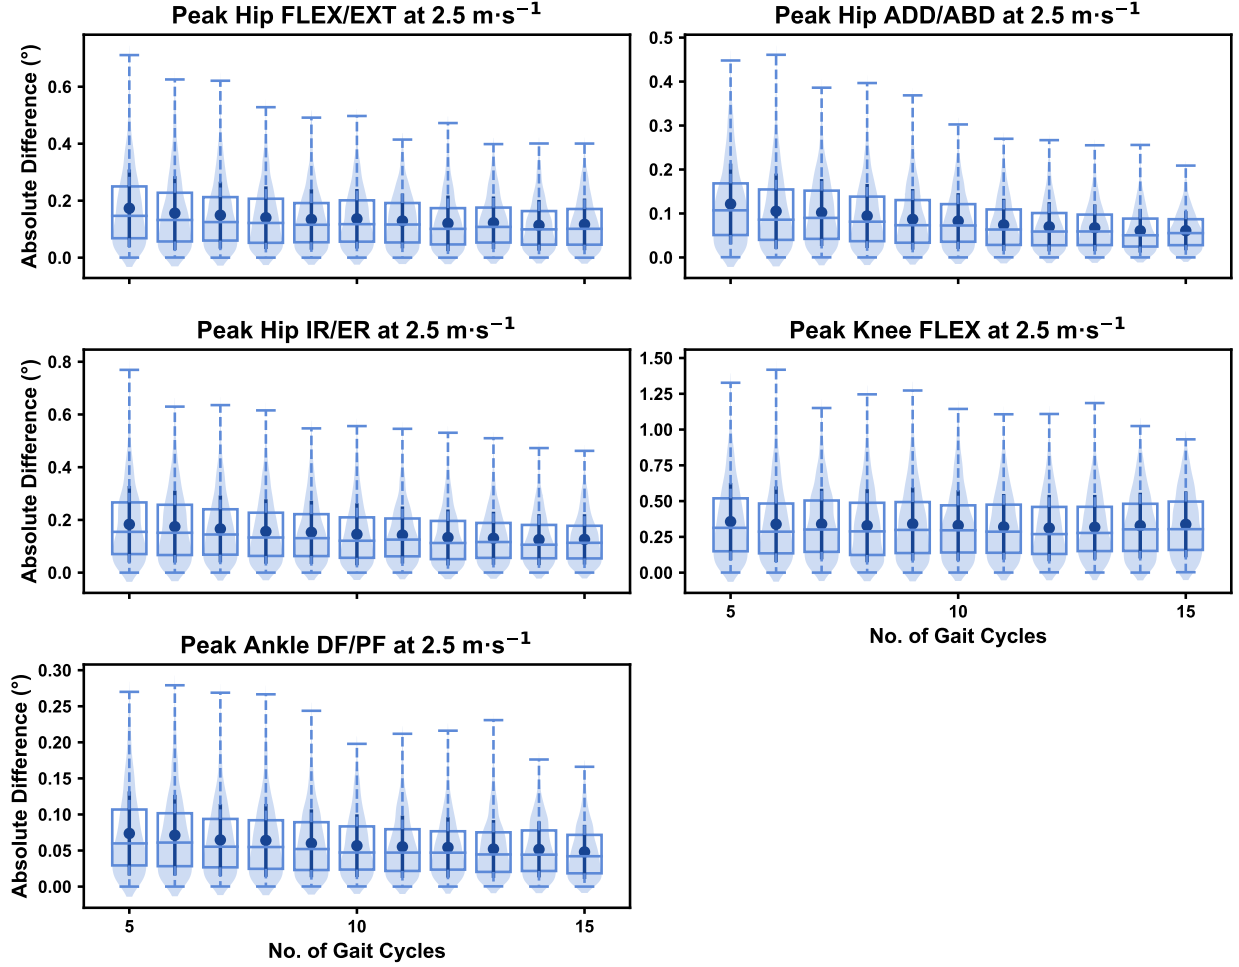 Peak Hip FLEX/EXT at 2.5 m·s⁻¹
Absolute Difference (°)
0.6
0.4
0.2
0.0
Peak Hip ADD/ABD at 2.5 m·s⁻¹
0.5
0.4
0.3
0.2
0.1
0.0
Peak Hip IR/ER at 2.5 m·s⁻¹
Absolute Difference (°)
0.8
0.6
0.4
0.2
0.0
Peak Knee FLEX at 2.5 m·s⁻¹
1.50
1.25
1.00
0.75
0.50
0.25
0.00
5 10 15
No. of Gait Cycles
Peak Ankle DF/PF at 2.5 m·s⁻¹
Absolute Difference (°)
0.30
0.25
0.20
0.15
0.10
0.05
0.00
5 10 15
No. of Gait Cycles